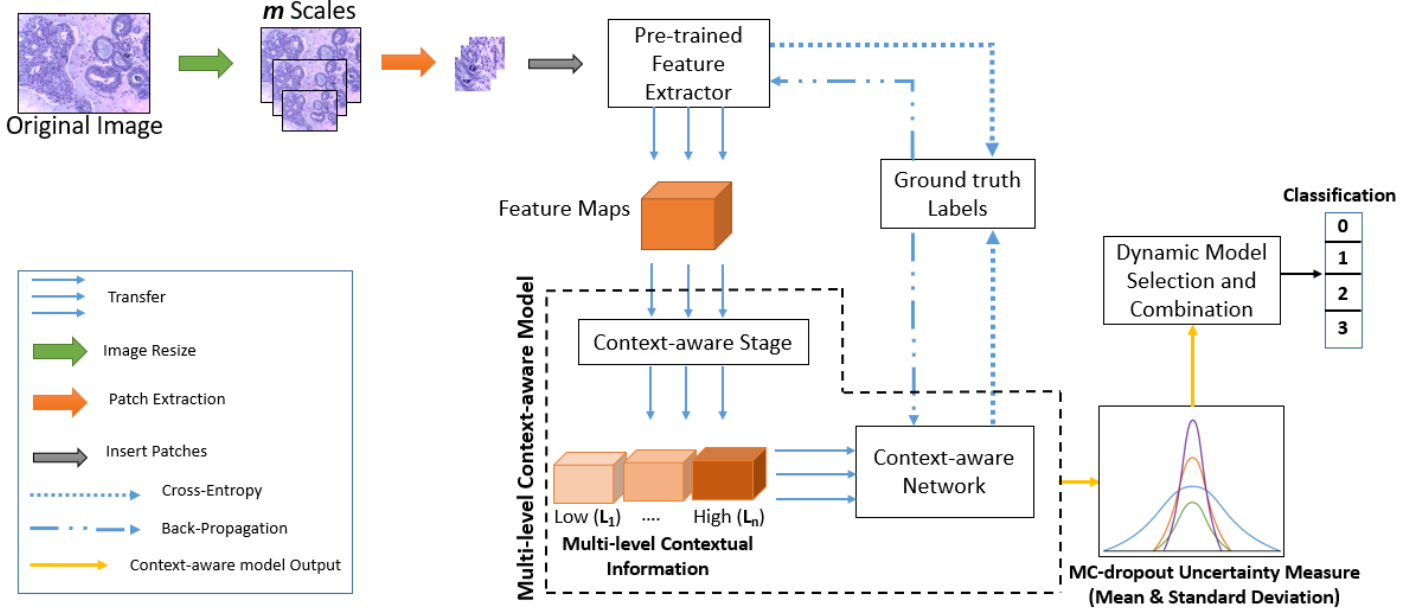 m Scales
Original Image
Pre-trained
Feature
Extractor
Feature Maps
Ground truth
Labels
Classification
0
1
2
3
Dynamic Model
Selection and
Combination
Transfer
Image Resize
Patch Extraction
Insert Patches
Cross-Entropy
Back-Propagation
Context-aware model Output
Multi-level Context-aware Model
Context-aware Stage
Context-aware
Network
Low (L1) .... High (Ln)
Multi-level Contextual
Information
MC-dropout Uncertainty Measure
(Mean & Standard Deviation)